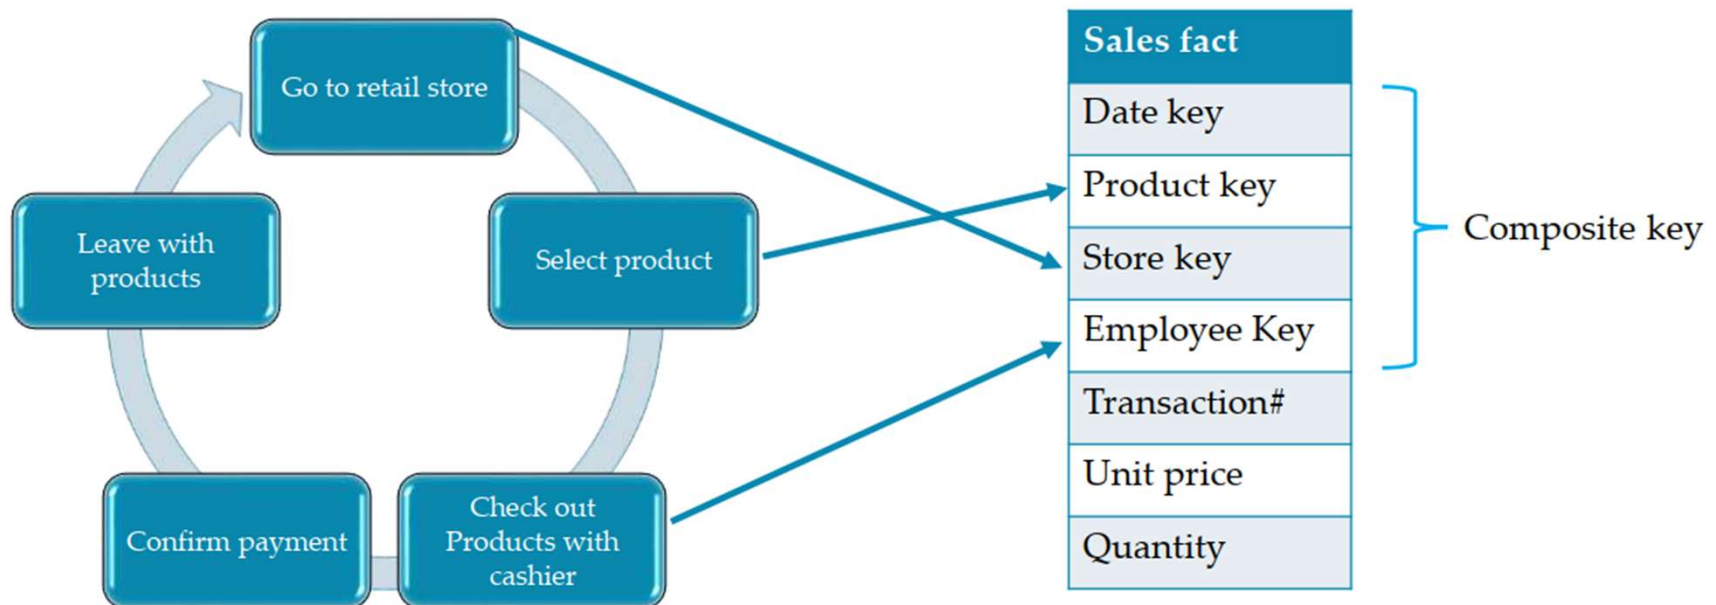 Go to retail store
Select product
Check out
Products with
cashier
Confirm payment
Leave with
products
Sales fact
Date key
Product key
Store key
Employee Key
Transaction#
Unit price
Quantity
Composite key